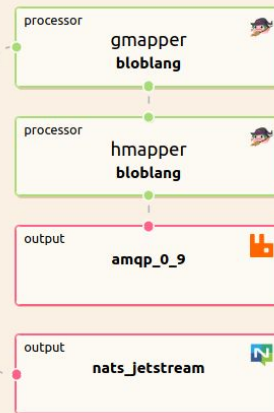 processor
gmapper
bloblang
processor
hmapper
bloblang
output
amqp_0_9
output
nats_jetstream